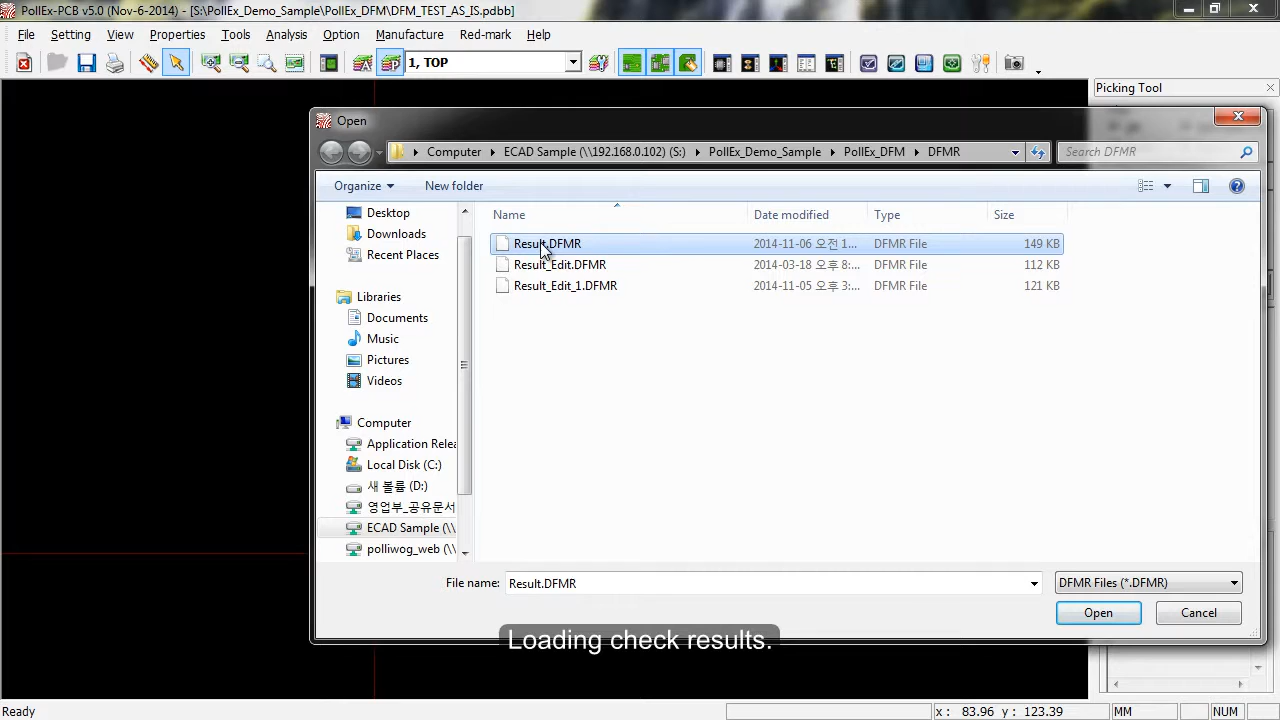 PollEx-PCB v5.0 (Nov-6-2014) - [S:\PollEx_Demo_Sample\PollEx_DFM\DFM_TEST_AS_IS.pdbb]
File Setting View Properties Tools Analysis Option Manufacture Red-mark Help
1, TOP
Picking Tool
Open
Computer ECAD Sample (\\192.168.0.102) (S:) PollEx_Demo_Sample PollEx_DFM DFMR Search DFMR
Organize New folder
Name Date modified Type Size
Desktop
Downloads
Recent Places
Libraries
Documents
Music
Pictures
Videos
Computer
Application Relea
Local Disk (C:)
새 볼륨 (D:)
영업부_공유문서
ECAD Sample (\\
polliwog_web (\\
Result.DFMR 2014-11-06 오전 1... DFMR File 149 KB
Result_Edit.DFMR 2014-03-18 오후 8:... DFMR File 112 KB
Result_Edit_1.DFMR 2014-11-05 오후 3:... DFMR File 121 KB
File name: Result.DFMR DFMR Files (*.DFMR)
Open Cancel
Loading check results.
Ready x : 83.96 y : 123.39 MM NUM